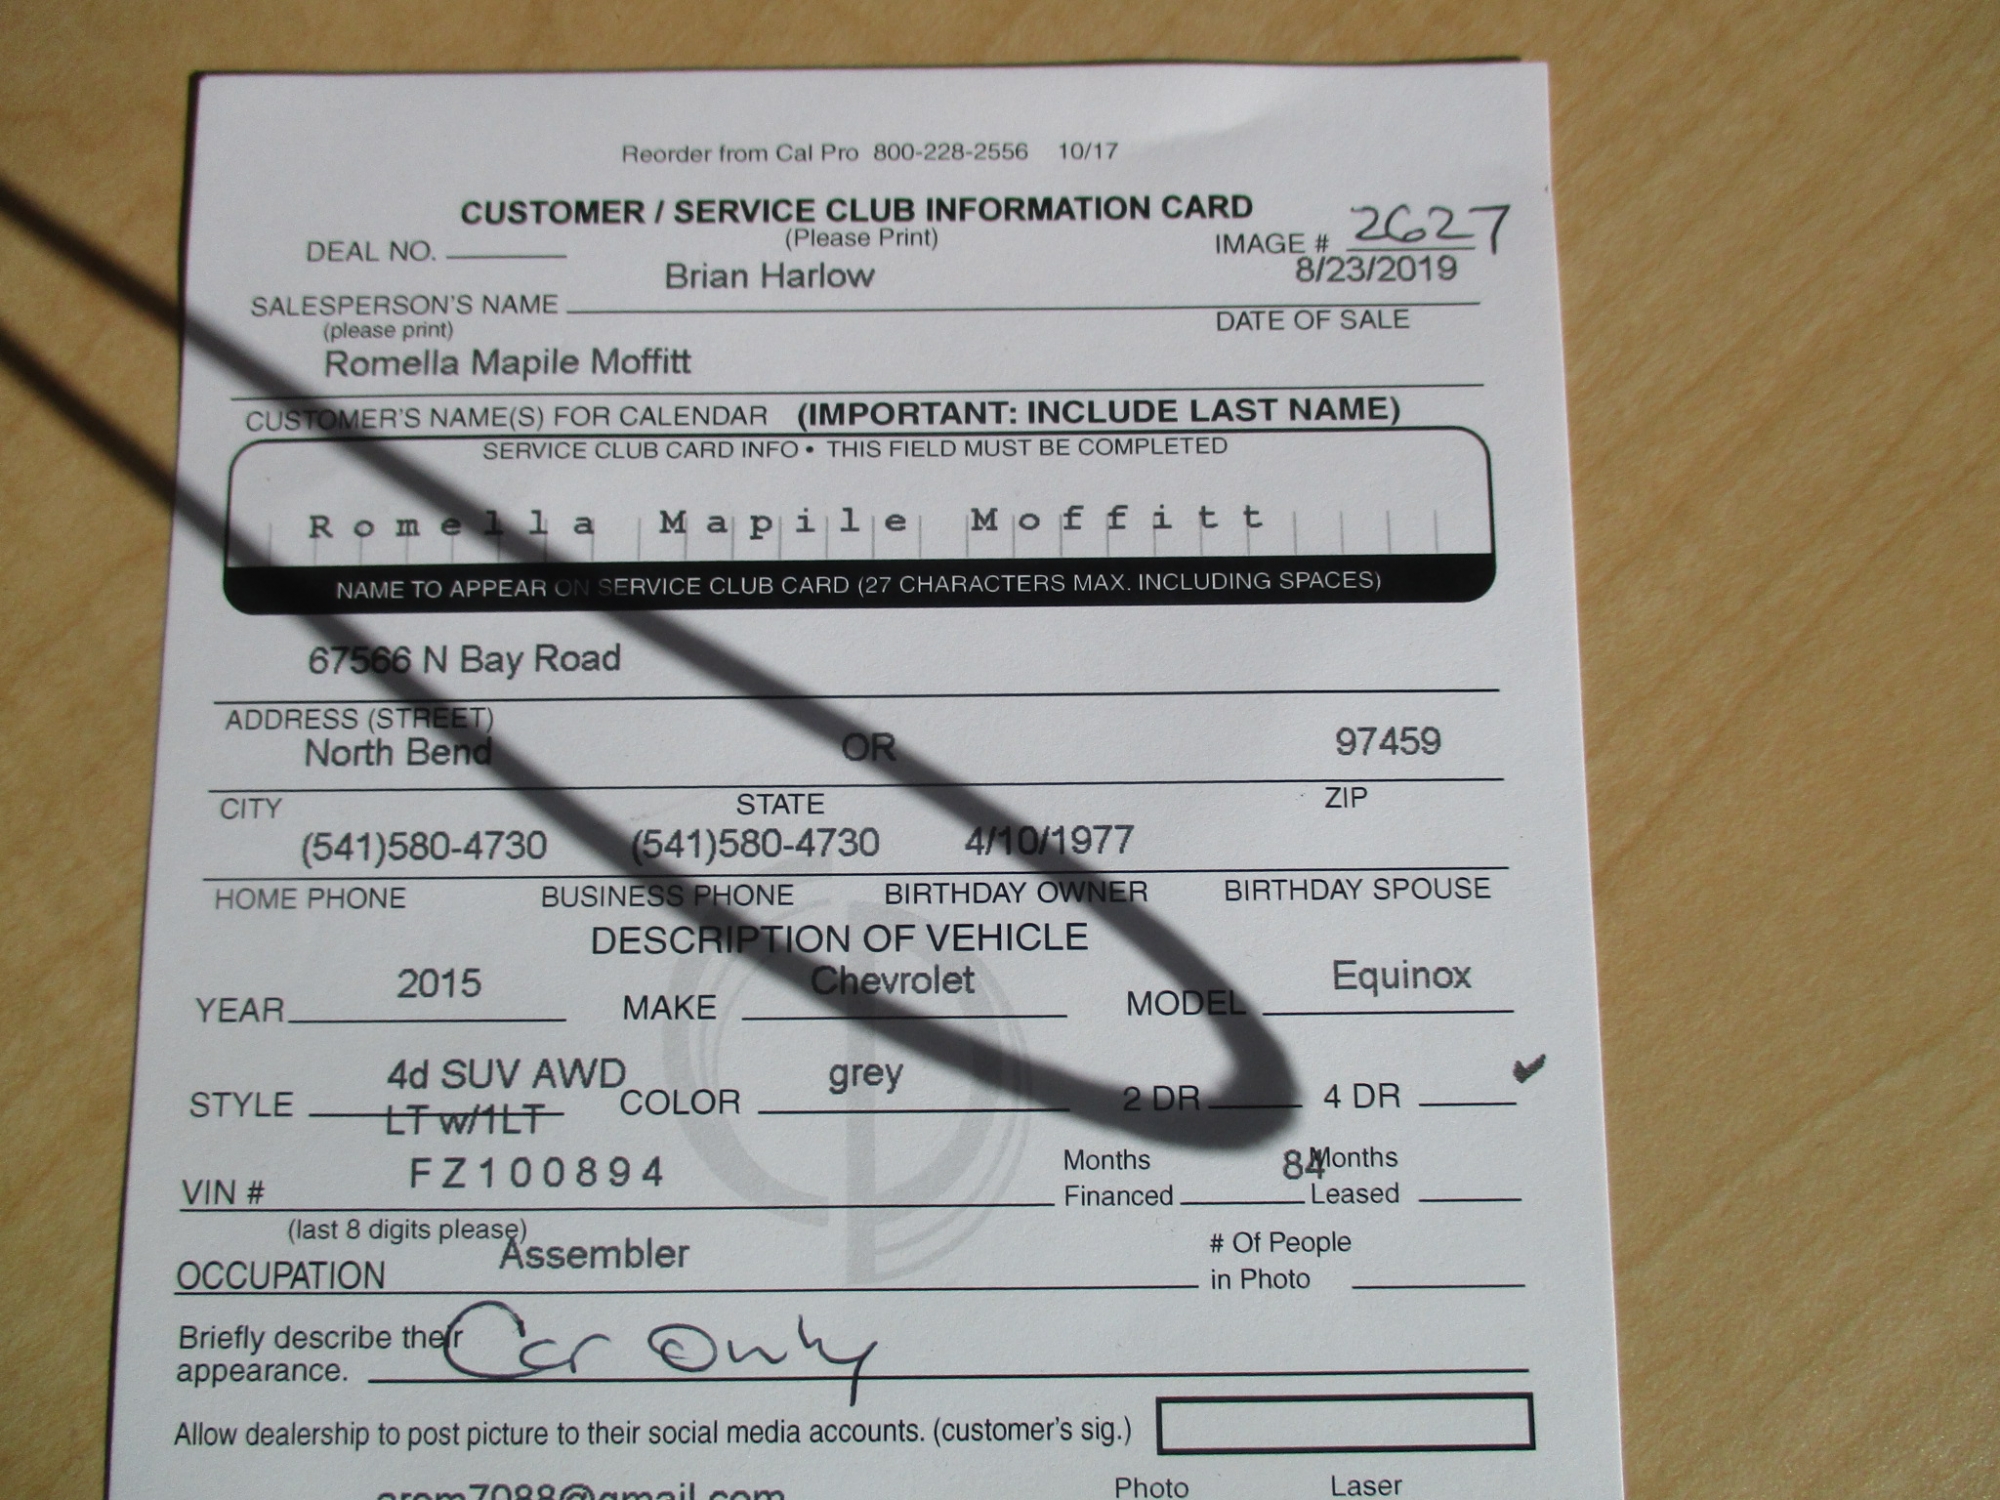 Reorder from Cal Pro 800-228-2556 10/17
CUSTOMER / SERVICE CLUB INFORMATION CARD
(Please Print)
DEAL NO. IMAGE # 2627
Brian Harlow 8/23/2019
SALESPERSON'S NAME DATE OF SALE
(please print)
Romella Mapile Moffitt
CUSTOMER'S NAME(S) FOR CALENDAR (IMPORTANT: INCLUDE LAST NAME)
SERVICE CLUB CARD INFO • THIS FIELD MUST BE COMPLETED
Romella Mapile Moffitt
NAME TO APPEAR ON SERVICE CLUB CARD (27 CHARACTERS MAX. INCLUDING SPACES)
67566 N Bay Road
ADDRESS (STREET)
North Bend OR 97459
CITY STATE ZIP
(541)580-4730 (541)580-4730 4/10/1977
HOME PHONE BUSINESS PHONE BIRTHDAY OWNER BIRTHDAY SPOUSE
DESCRIPTION OF VEHICLE
YEAR 2015 MAKE Chevrolet MODEL Equinox
STYLE 4d SUV AWD COLOR grey 2 DR 4 DR ✓
LT w/1LT
VIN # FZ100894 Months Financed 84 Months Leased
(last 8 digits please)
OCCUPATION Assembler # Of People in Photo
Briefly describe their
appearance. Car Only
Allow dealership to post picture to their social media accounts. (customer's sig.)
Photo Laser